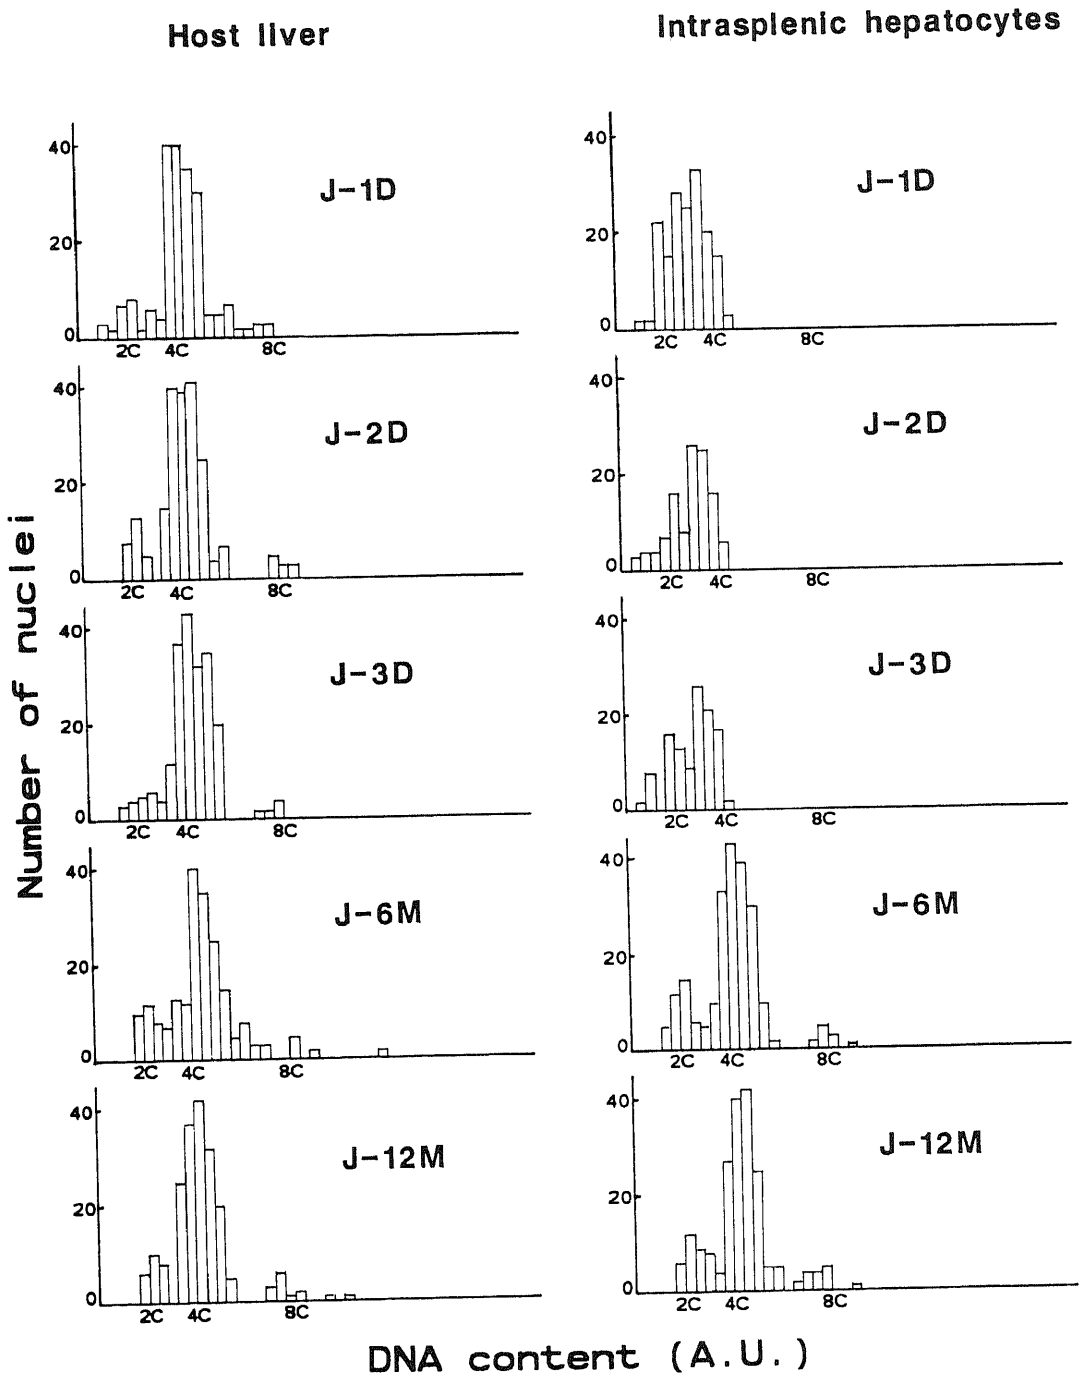 Host liver
Intrasplenic hepatocytes
Number of nuclei
40
20
0
J-1D
2C 4C 8C
40
20
0
J-1D
2C 4C 8C
40
20
0
J-2D
2C 4C 8C
40
20
0
J-2D
2C 4C 8C
40
20
0
J-3D
2C 4C 8C
40
20
0
J-3D
2C 4C 8C
40
20
0
J-6M
2C 4C 8C
40
20
0
J-6M
2C 4C 8C
40
20
0
J-12M
2C 4C 8C
40
20
0
J-12M
2C 4C 8C
DNA content (A.U.)